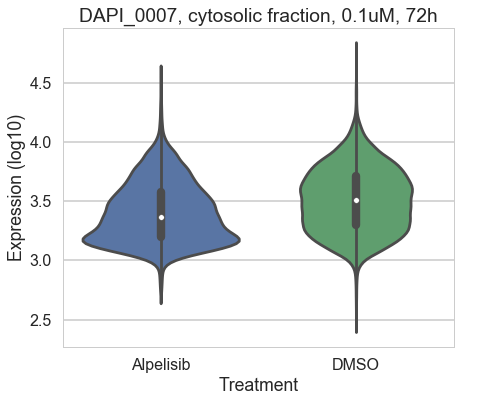 DAPI_0007, cytosolic fraction, 0.1uM, 72h
Expression (log10)
4.5
4.0
3.5
3.0
2.5
Alpelisib DMSO
Treatment